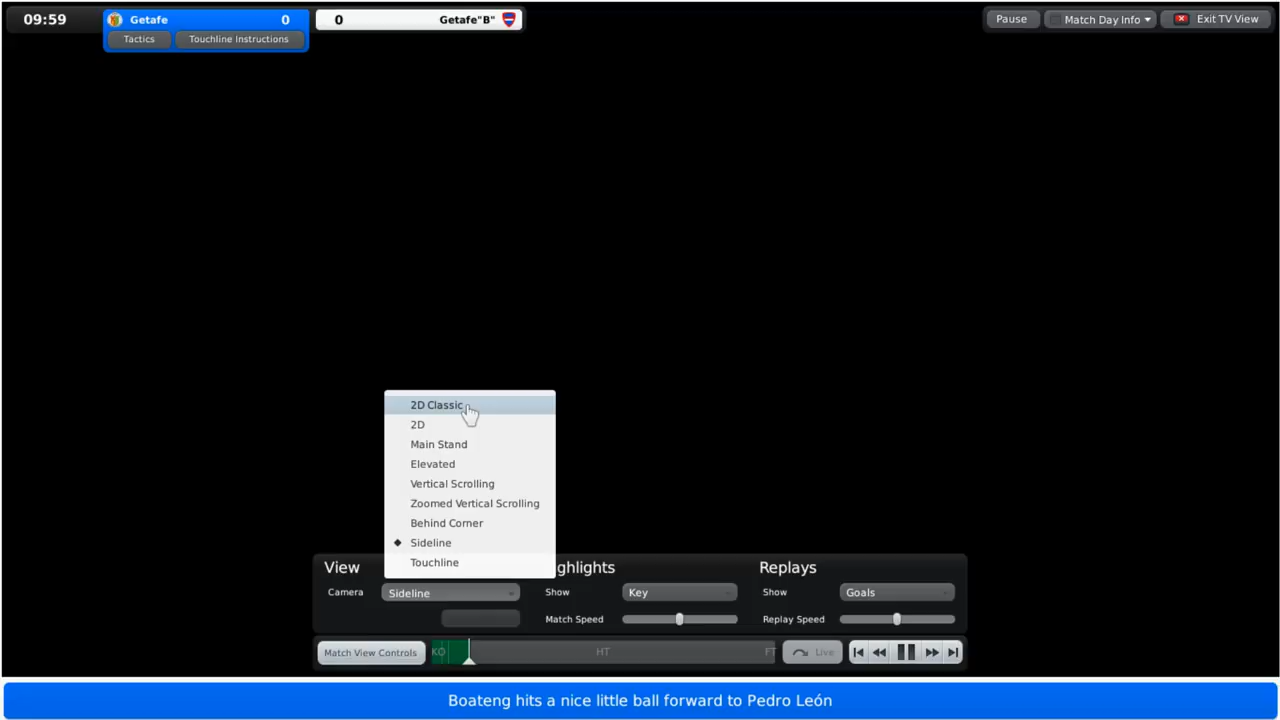 09:59
Getafe 0
0 Getafe"B"
Pause
Match Day Info
Exit TV View
Tactics
Touchline Instructions
2D Classic
2D
Main Stand
Elevated
Vertical Scrolling
Zoomed Vertical Scrolling
Behind Corner
Sideline
Touchline
View
ghlights
Replays
Camera
Sideline
Show
Key
Show
Goals
Match Speed
Replay Speed
Match View Controls
KO
HT
FT
Live
Boateng hits a nice little ball forward to Pedro León